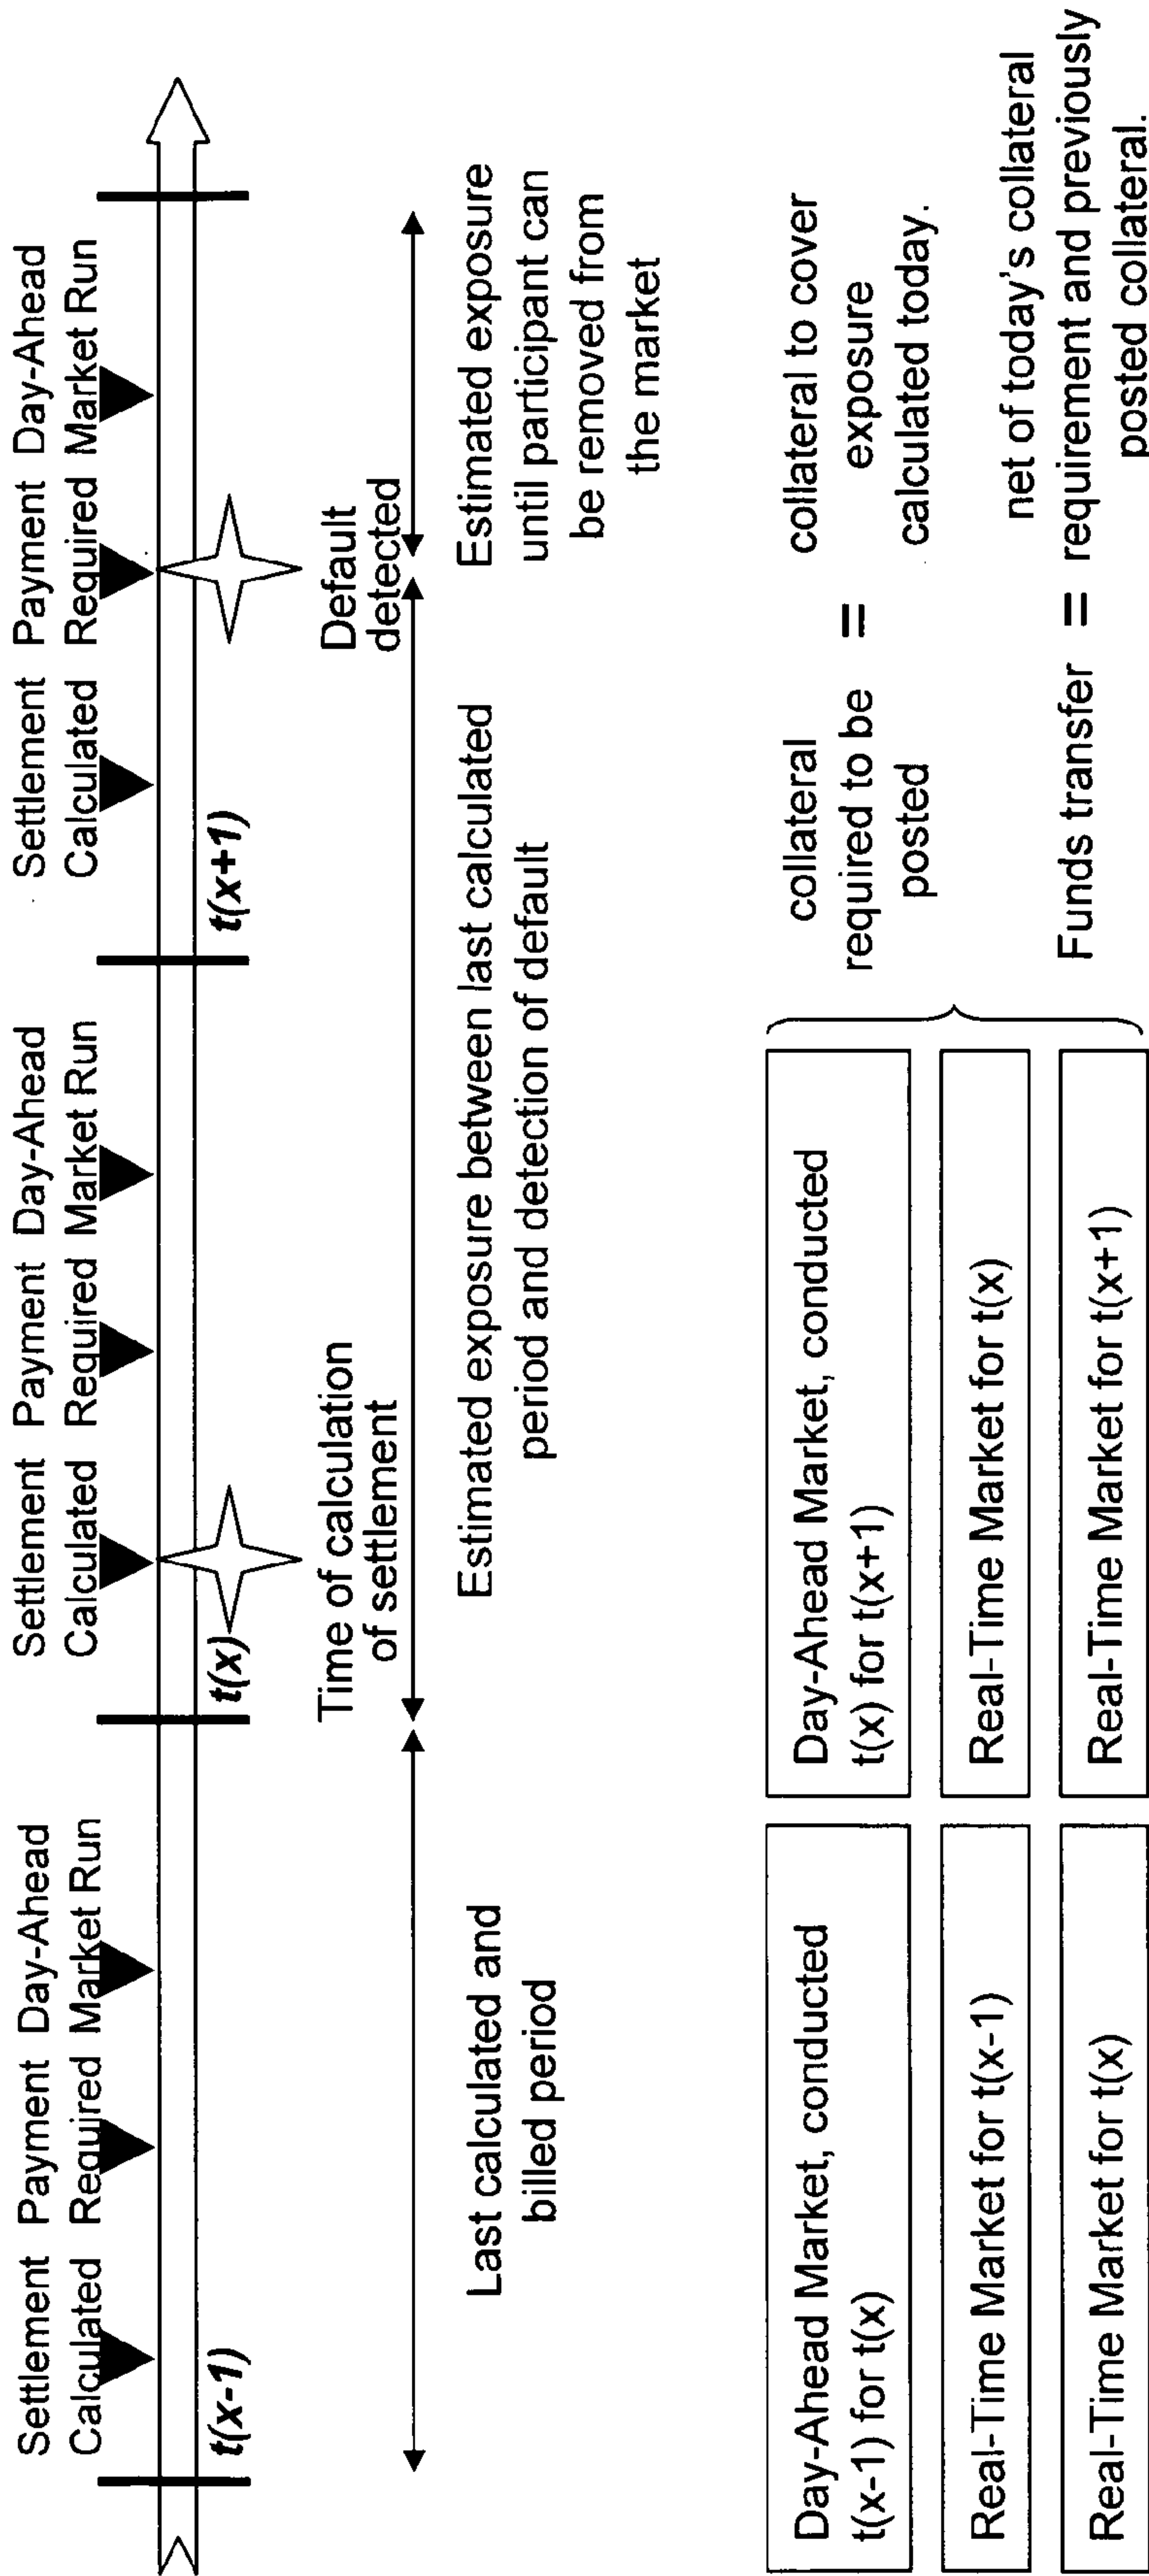 Settlement Payment Day-Ahead
Calculated Required Market Run
Settlement Payment Day-Ahead
Calculated Required Market Run
Settlement Payment Day-Ahead
Calculated Required Market Run
t(x-1)
t(x)
t(x+1)
Time of calculation
of settlement
Default
detected
Last calculated and
billed period
Estimated exposure between last calculated
period and detection of default
Estimated exposure
until participant can
be removed from
the market
Day-Ahead Market, conducted
t(x-1) for t(x)
Real-Time Market for t(x-1)
Real-Time Market for t(x)
Day-Ahead Market, conducted
t(x) for t(x+1)
Real-Time Market for t(x)
Real-Time Market for t(x+1)
collateral
required to be
posted
=
collateral to cover
exposure
calculated today.
Funds transfer
=
net of today's collateral
requirement and previously
posted collateral.